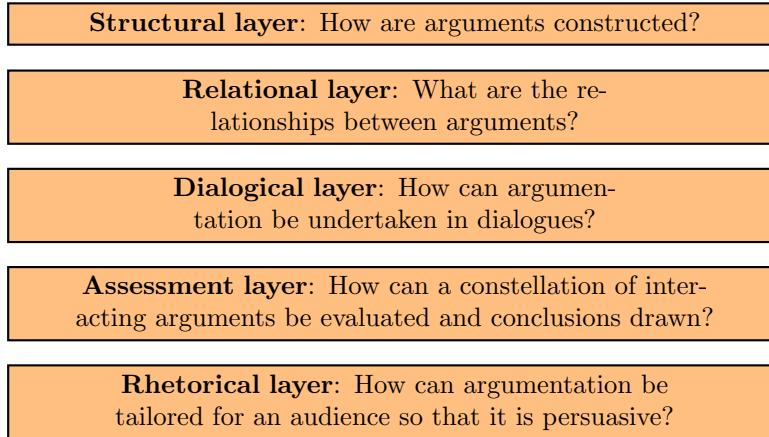 Structural layer: How are arguments constructed?
Relational layer: What are the re-
lationships between arguments?
Dialogical layer: How can argumen-
tation be undertaken in dialogues?
Assessment layer: How can a constellation of inter-
acting arguments be evaluated and conclusions drawn?
Rhetorical layer: How can argumentation be
tailored for an audience so that it is persuasive?